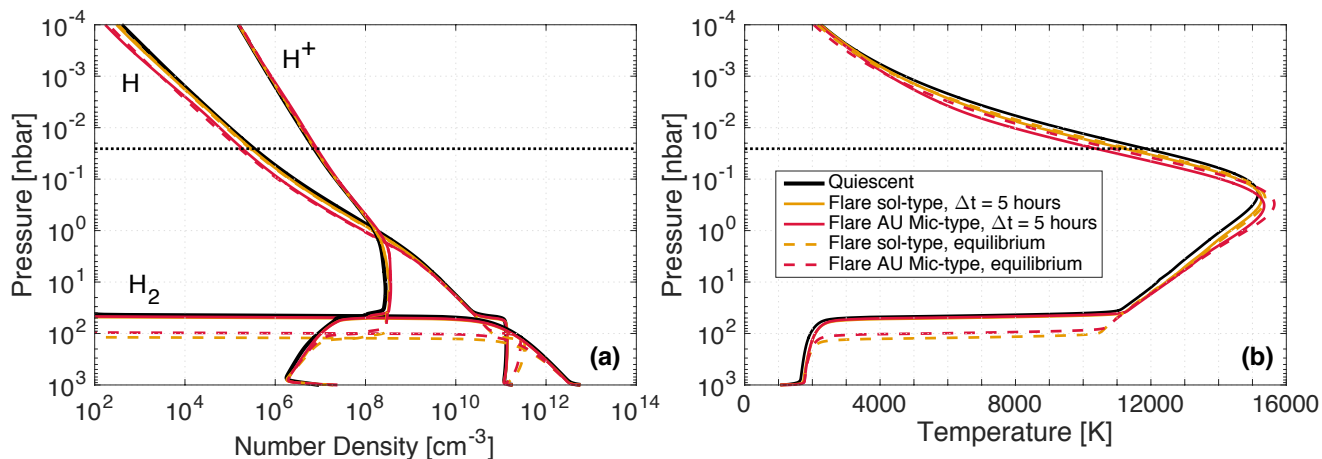 10⁻⁴
10⁻³
10⁻²
10⁻¹
10⁰
10¹
10²
10³
Pressure [nbar]
H⁺
H
H₂
(a)
10² 10⁴ 10⁶ 10⁸ 10¹⁰ 10¹² 10¹⁴
Number Density [cm⁻³]
10⁻⁴
10⁻³
10⁻²
10⁻¹
10⁰
10¹
10²
10³
Pressure [nbar]
Quiescent
Flare sol-type, Δt = 5 hours
Flare AU Mic-type, Δt = 5 hours
Flare sol-type, equilibrium
Flare AU Mic-type, equilibrium
(b)
0 4000 8000 12000 16000
Temperature [K]